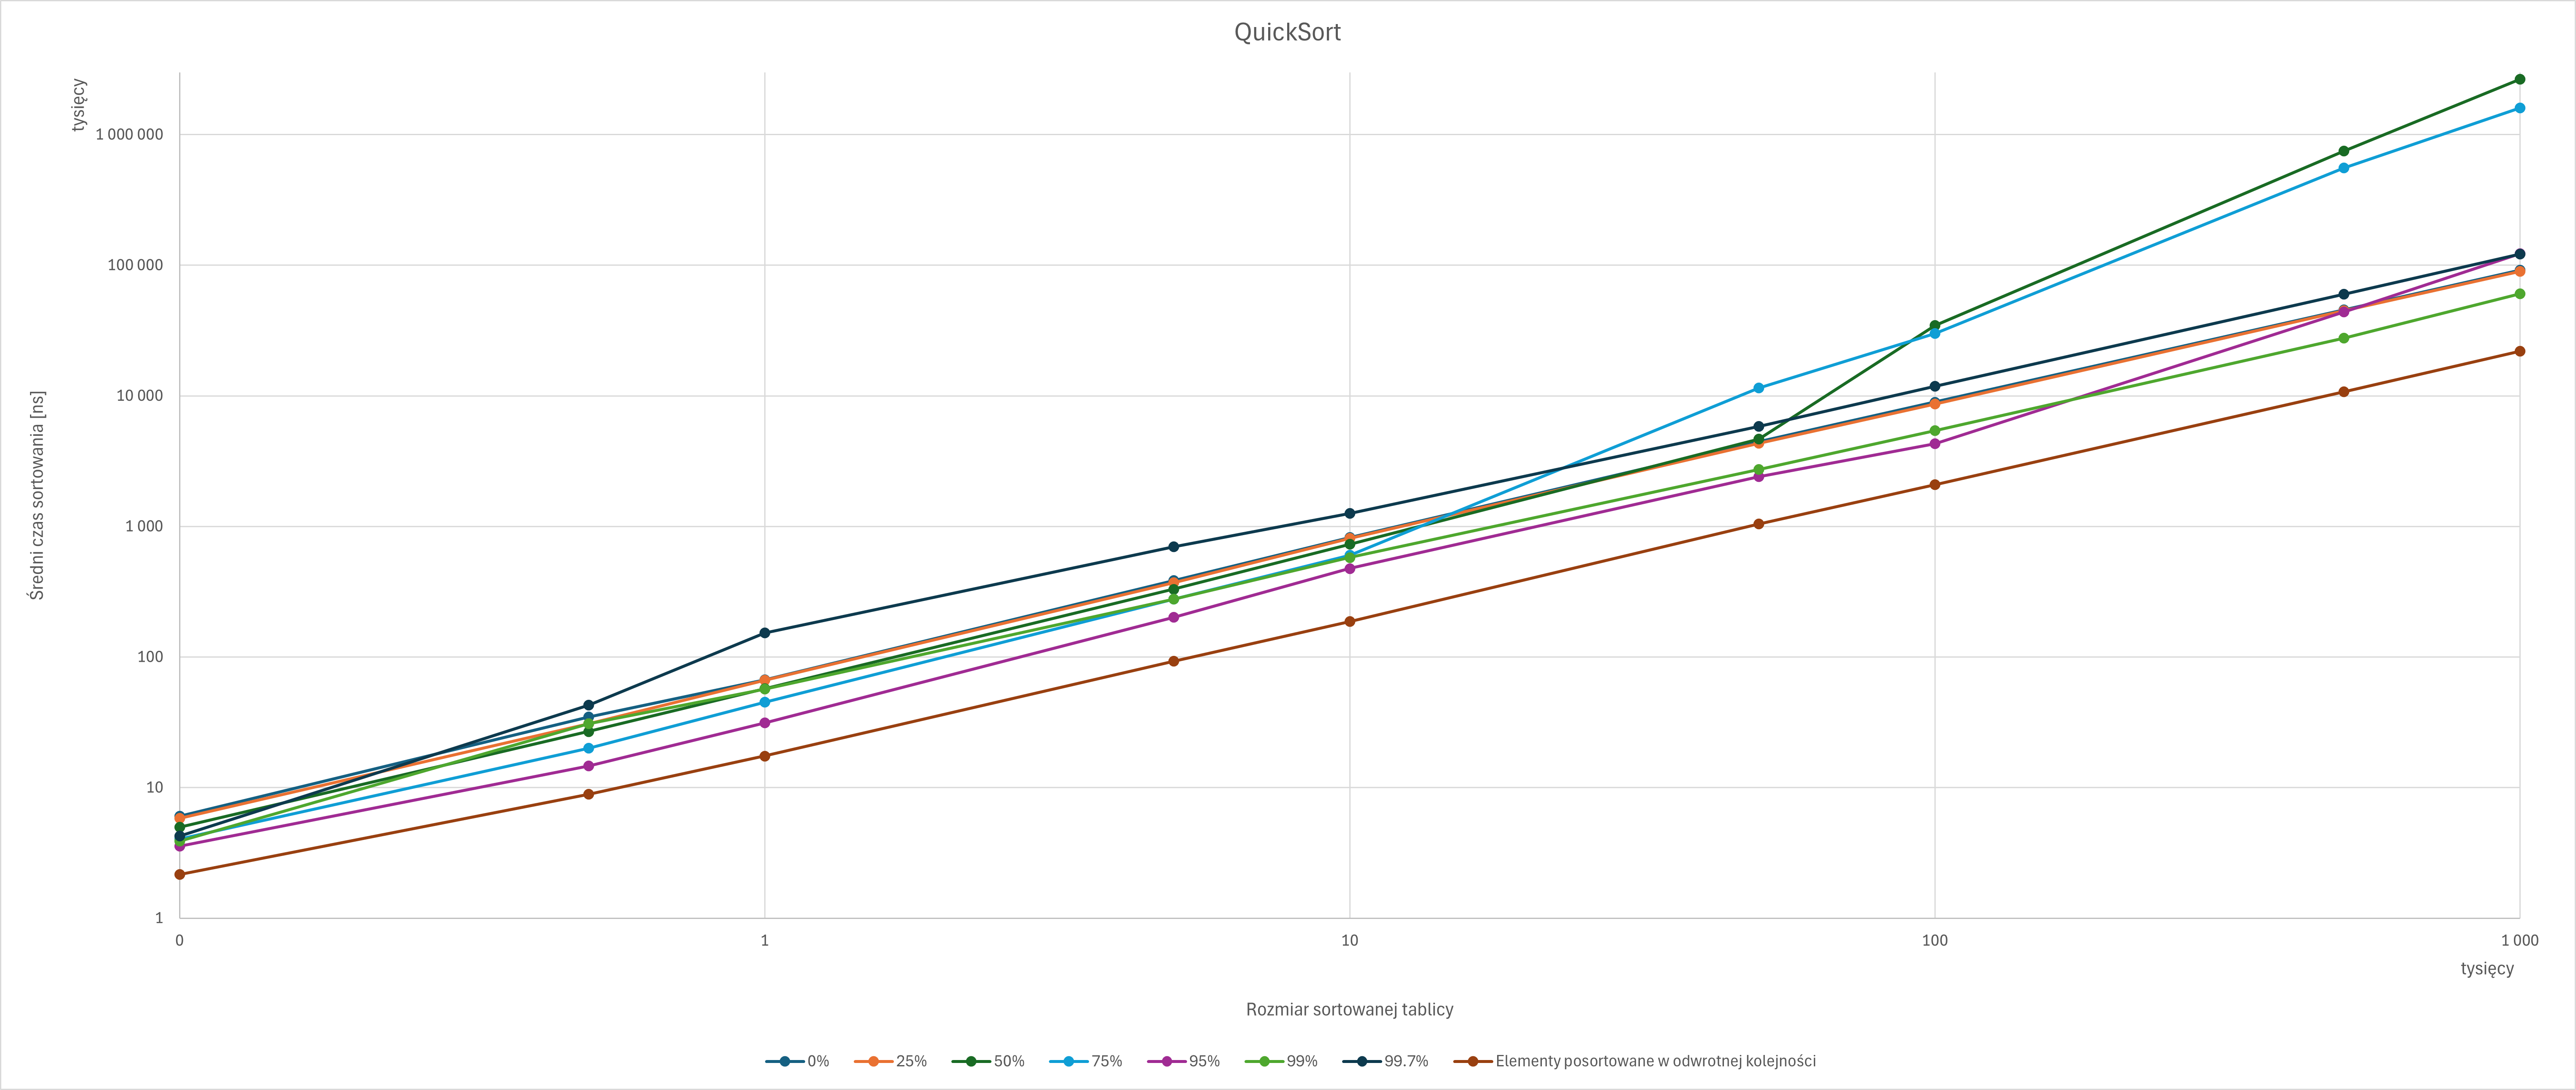 QuickSort
tysięcy
1 000 000
100 000
10 000
1 000
100
10
1
Średni czas sortowania [ns]
0 1 10 100 1 000
tysięcy
Rozmiar sortowanej tablicy
0% 25% 50% 75% 95% 99% 99.7% Elementy posortowane w odwrotnej kolejności